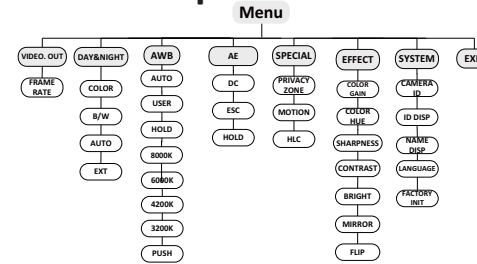 Menu
VIDEO. OUT
DAY&NIGHT
AWB
AE
SPECIAL
EFFECT
SYSTEM
FRAME
RATE
COLOR
B/W
AUTO
EXT
AUTO
USER
HOLD
8000K
6000K
4200K
3200K
PUSH
DC
ESC
HOLD
PRIVACY
ZONE
MOTION
HLC
COLOR
GAIN
COLOR
HUE
SHARPNESS
CONTRAST
BRIGHT
MIRROR
FLIP
CAMERA
ID
ID DISP
NAME
DISP
LANGUAGE
FACTORY
INIT